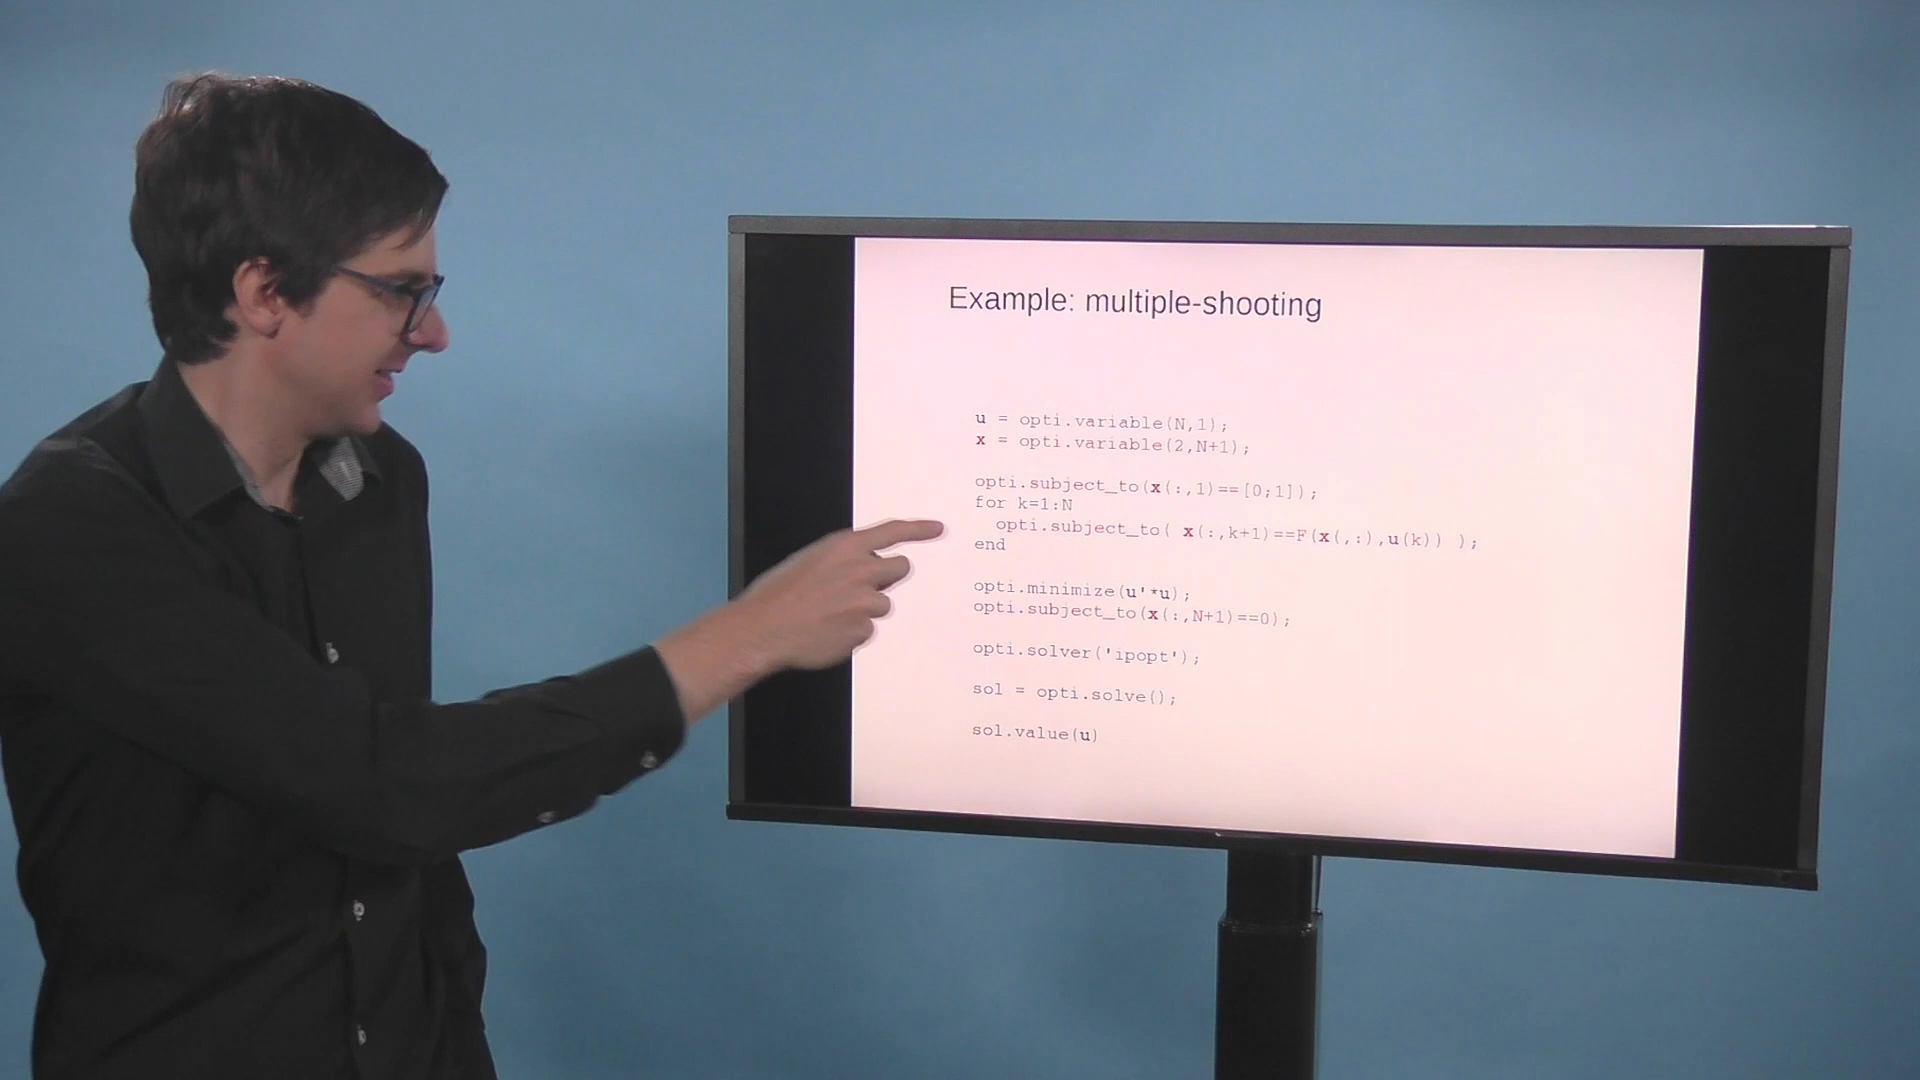 Example: multiple-shooting
u = opti.variable(N,1);
x = opti.variable(2,N+1);
opti.subject_to(x(:,1)==[0;1]);
for k=1:N
opti.subject_to( x(:,k+1)==F(x(,:),u(k)) );
end
opti.minimize(u'*u);
opti.subject_to(x(:,N+1)==0);
opti.solver('ipopt');
sol = opti.solve();
sol.value(u)